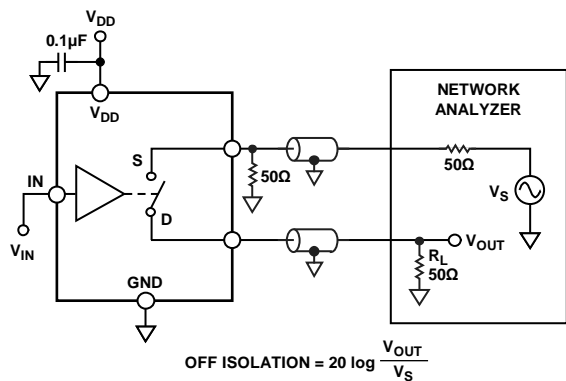 VDD
0.1µF
VDD
S
50Ω
IN
D
VIN
GND
NETWORK
ANALYZER
50Ω
VS
VOUT
RL
50Ω
OFF ISOLATION = 20 log VOUT
VS